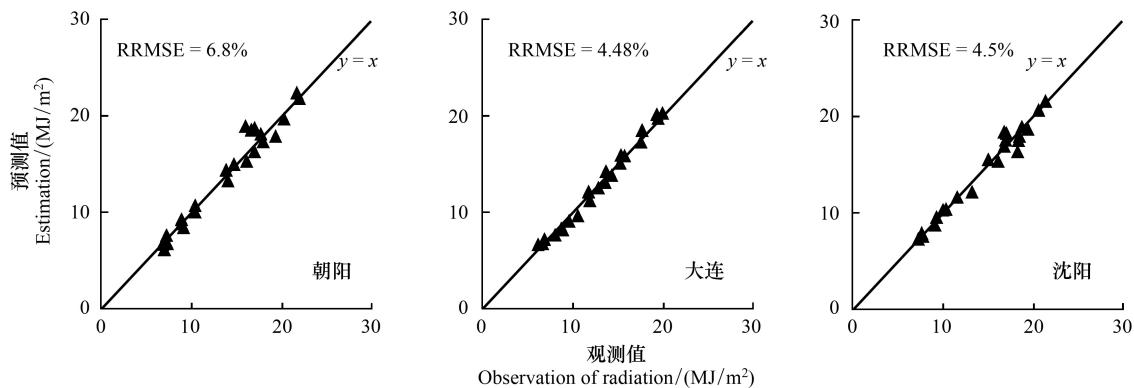 预测值
Estimation/(MJ/m²)
30
20
10
0
RRMSE = 6.8%
y = x
朝阳
0 10 20 30
30
20
10
0
RRMSE = 4.48%
y = x
大连
0 10 20 30
30
20
10
0
RRMSE = 4.5%
y = x
沈阳
0 10 20 30
观测值
Observation of radiation/(MJ/m²)